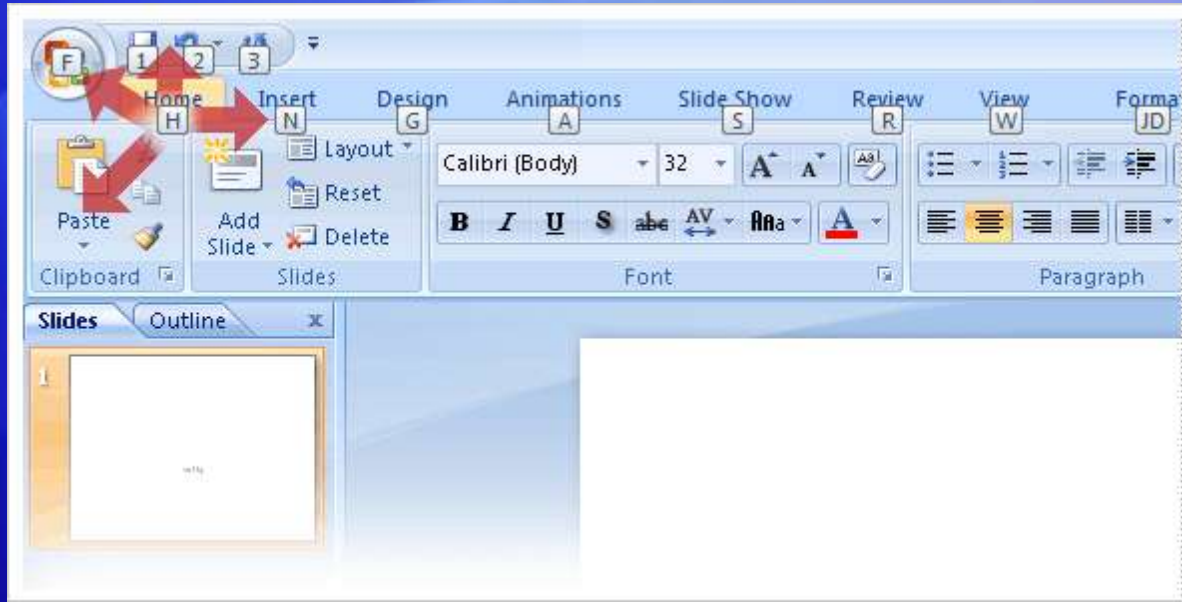 F 1 2 3
Home Insert Design Animations Slide Show Review View Forma
H N G A S R W JD
Layout
Calibri (Body) 32 A A Aa
Reset
Paste Add Slide
B I U S abc AV AAa A
Delete
Clipboard Slides Font Paragraph
Slides Outline x
1